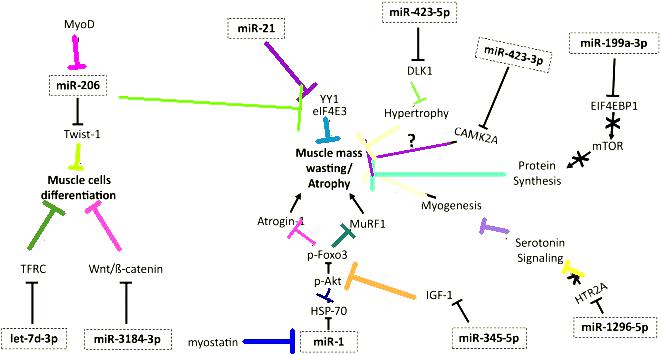 MyoD
miR-206
Twist-1
Muscle cells
differentiation
TFRC
Wnt/ß-catenin
let-7d-3p
miR-3184-3p
miR-21
YY1
eIF4E3
Muscle mass
wasting/
Atrophy
Atrogin-1
MuRF1
p-Foxo3
p-Akt
HSP-70
myostatin
miR-1
miR-423-5p
DLK1
Hypertrophy
?
miR-423-3p
CAMK2A
miR-199a-3p
EIF4EBP1
mTOR
Protein
Synthesis
Myogenesis
Serotonin
Signaling
HTR2A
miR-1296-5p
IGF-1
miR-345-5p